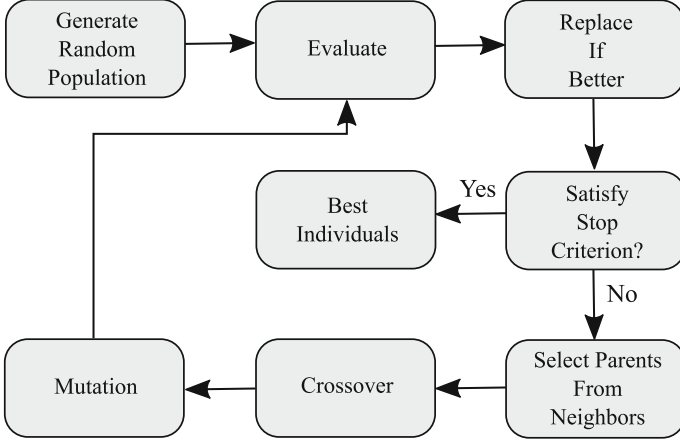 Generate
Random
Population
Evaluate
Replace
If
Better
Best
Individuals
Yes
Satisfy
Stop
Criterion?
No
Mutation
Crossover
Select Parents
From
Neighbors